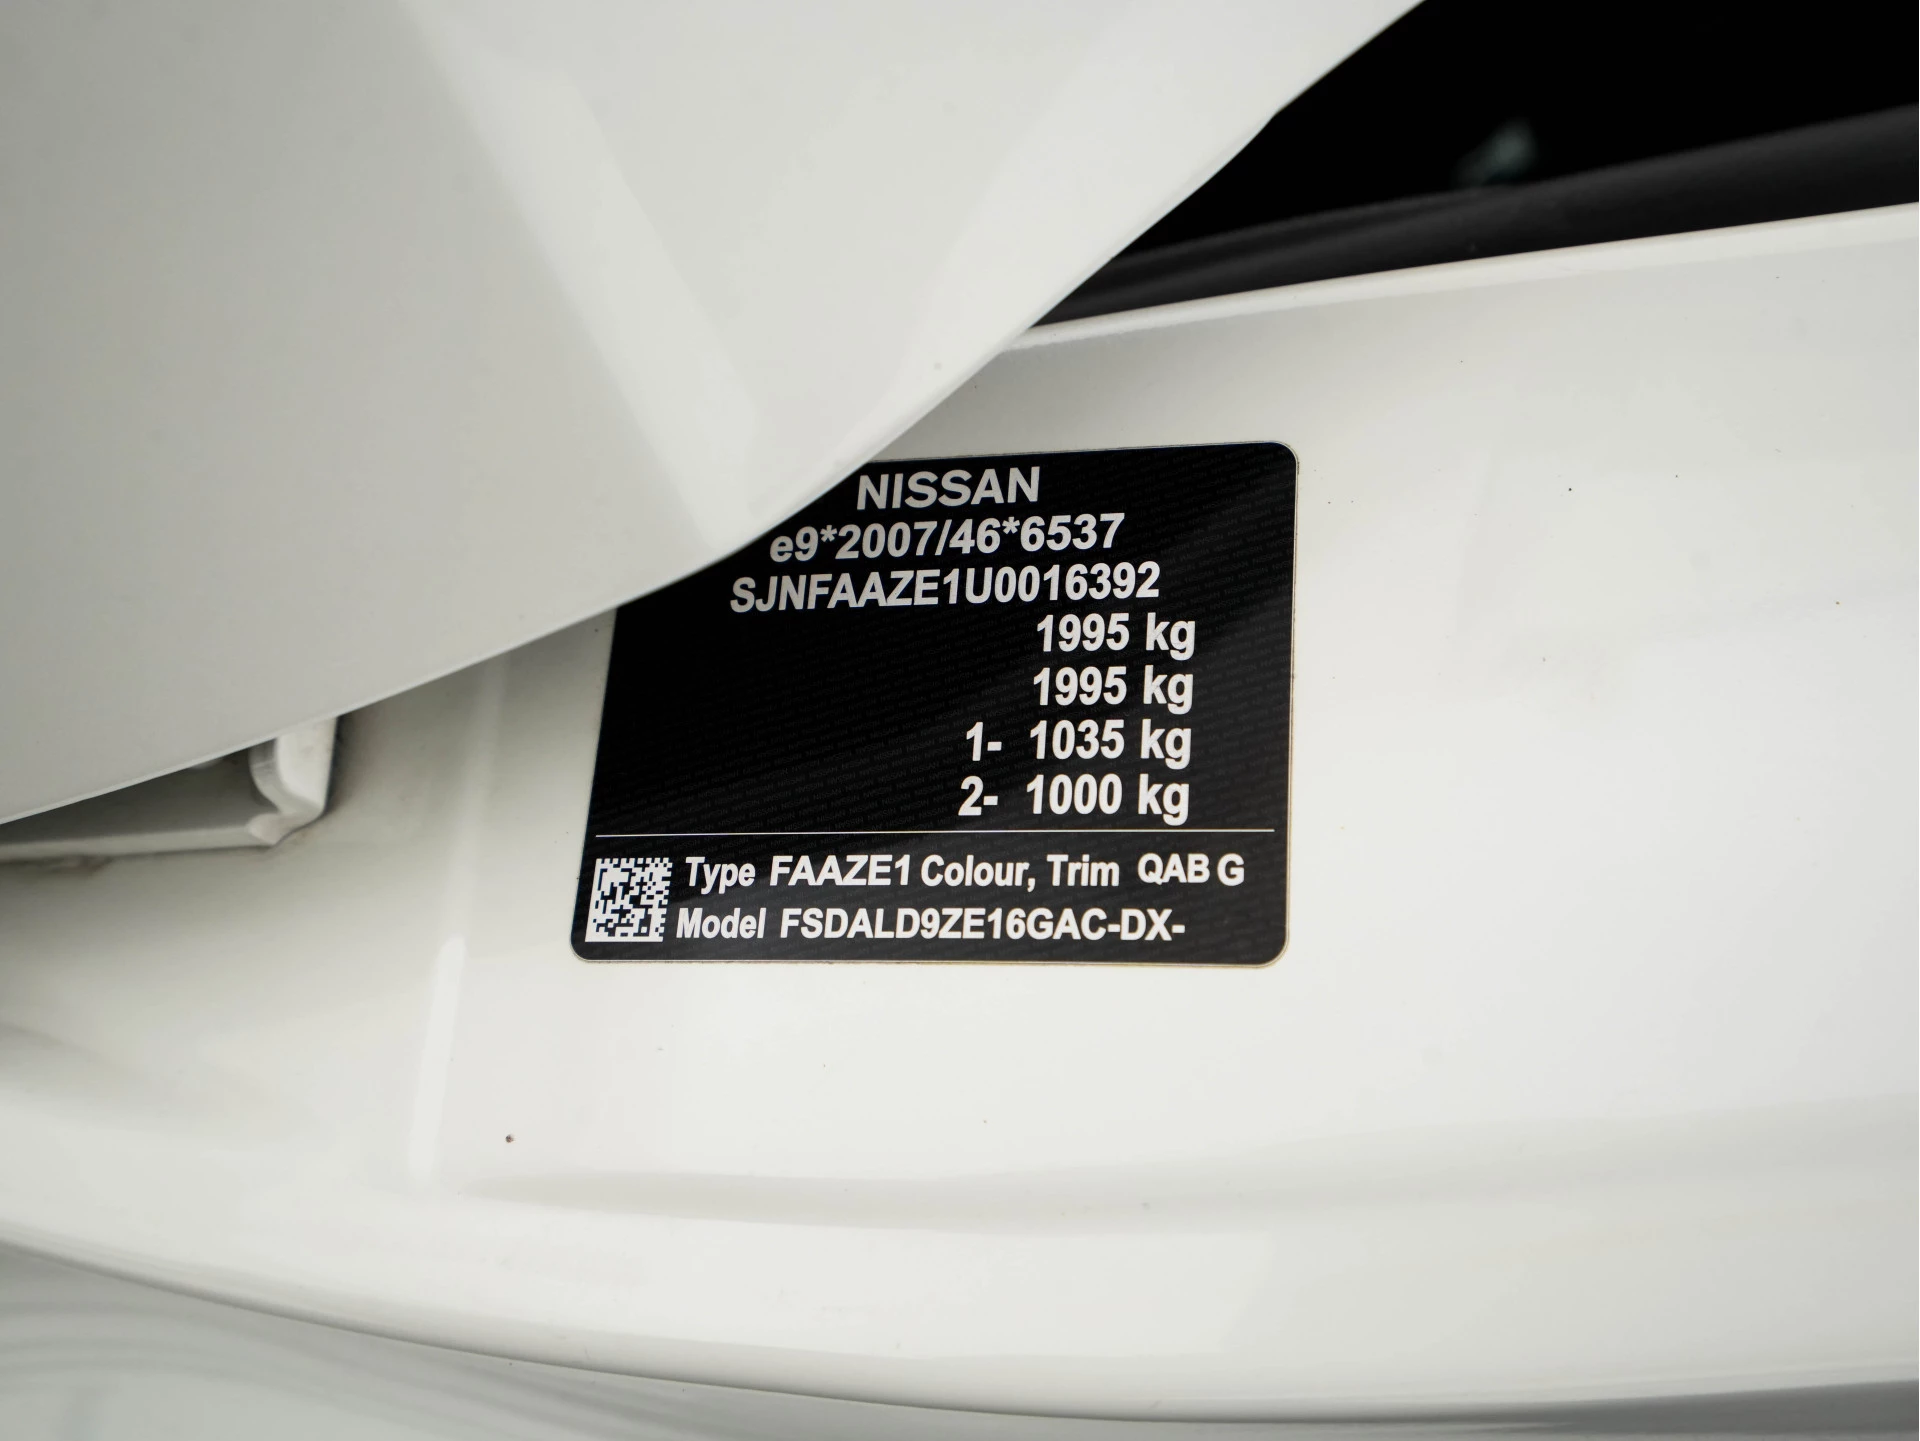 NISSAN
e9*2007/46*6537
SJNFAAZE1U0016392
1995 kg
1995 kg
1- 1035 kg
2- 1000 kg
Type FAAZE1 Colour, Trim QAB G
Model FSDALD9ZE16GAC-DX-